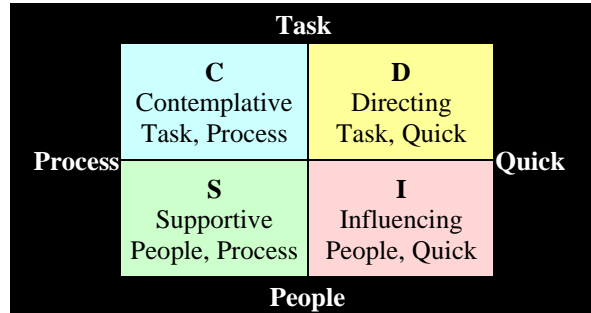 Task
C
Contemplative
Task, Process
D
Directing
Task, Quick
Process
Quick
S
Supportive
People, Process
I
Influencing
People, Quick
People